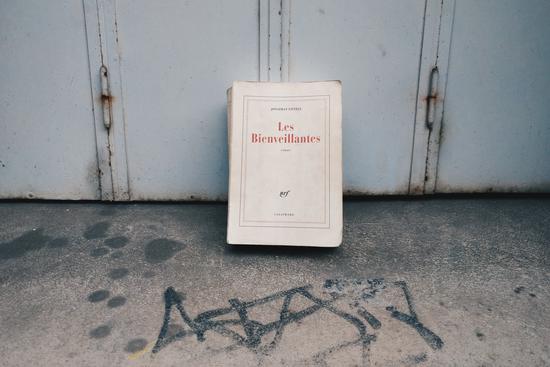 JONATHAN LITTELL
Les
Bienveillantes
roman
nrf
GALLIMARD